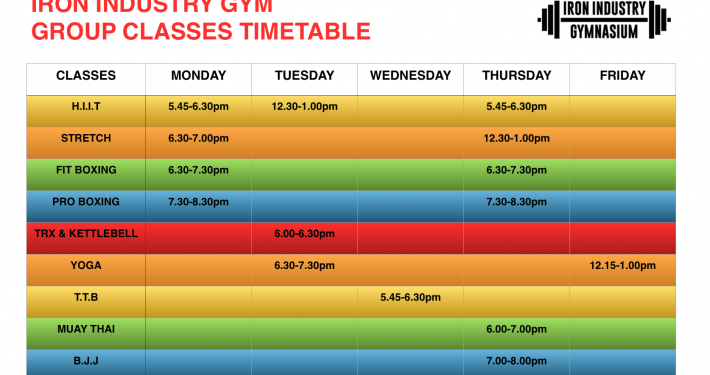 IRON INDUSTRY GYM
GROUP CLASSES TIMETABLE
IRON INDUSTRY
GYMNASIUM
CLASSES MONDAY TUESDAY WEDNESDAY THURSDAY FRIDAY
H.I.I.T 5.45-6.30pm 12.30-1.00pm 5.45-6.30pm
STRETCH 6.30-7.00pm 12.30-1.00pm
FIT BOXING 6.30-7.30pm 6.30-7.30pm
PRO BOXING 7.30-8.30pm 7.30-8.30pm
TRX & KETTLEBELL 6.00-6.30pm
YOGA 6.30-7.30pm 12.15-1.00pm
T.T.B 5.45-6.30pm
MUAY THAI 6.00-7.00pm
B.J.J 7.00-8.00pm